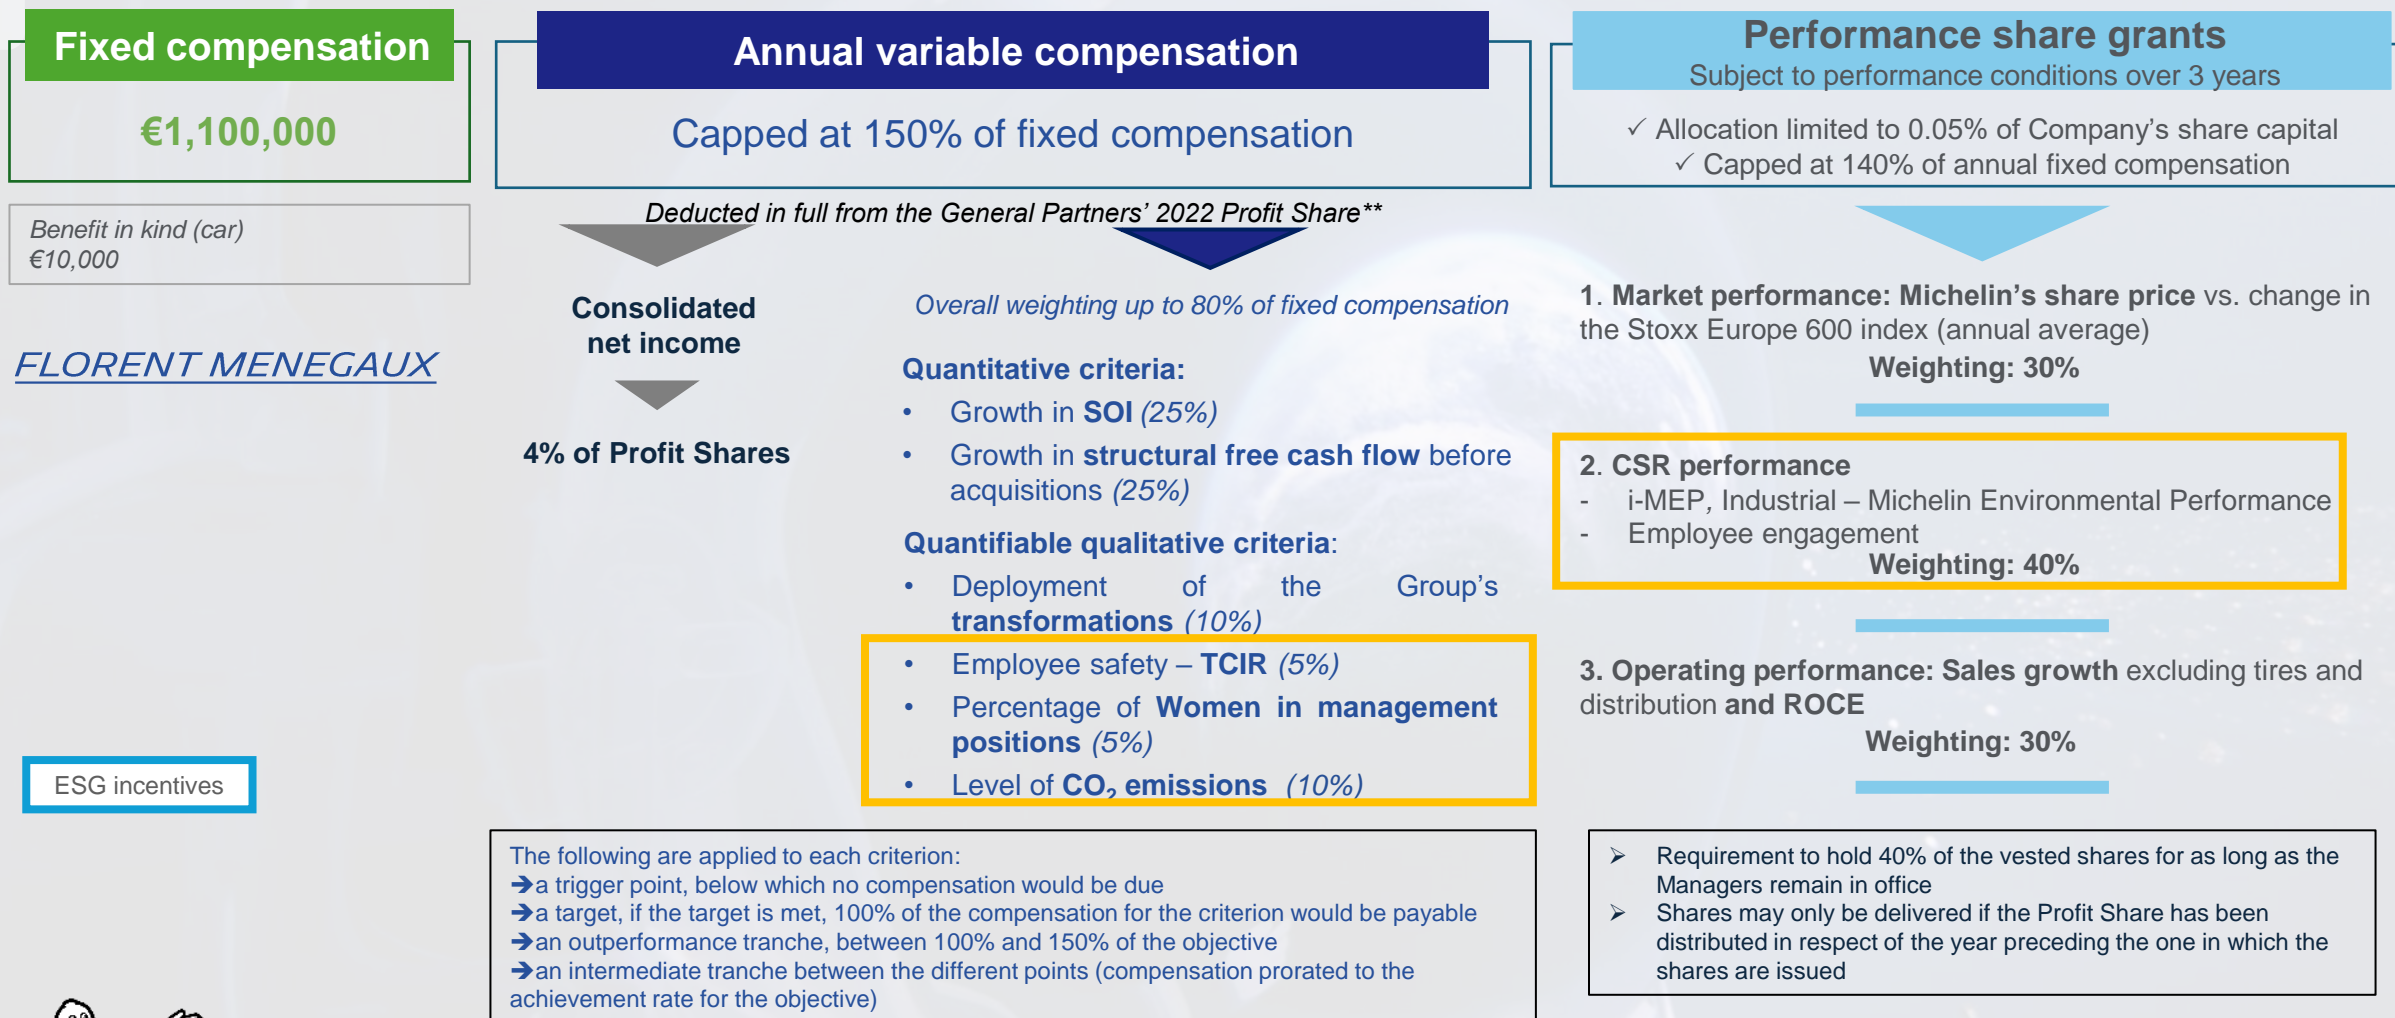 Fixed compensation
€1,100,000
Benefit in kind (car)
€10,000
FLORENT MENEGAUX
ESG incentives
Annual variable compensation
Capped at 150% of fixed compensation
Deducted in full from the General Partners’ 2022 Profit Share**
Consolidated
net income
4% of Profit Shares
Overall weighting up to 80% of fixed compensation
Quantitative criteria:
• Growth in SOI (25%)
• Growth in structural free cash flow before
acquisitions (25%)
Quantifiable qualitative criteria:
• Deployment of the Group’s
transformations (10%)
• Employee safety – TCIR (5%)
• Percentage of Women in management
positions (5%)
• Level of CO₂ emissions (10%)
The following are applied to each criterion:
➔a trigger point, below which no compensation would be due
➔a target, if the target is met, 100% of the compensation for the criterion would be payable
➔an outperformance tranche, between 100% and 150% of the objective
➔an intermediate tranche between the different points (compensation prorated to the
achievement rate for the objective)
Performance share grants
Subject to performance conditions over 3 years
✓ Allocation limited to 0.05% of Company’s share capital
✓ Capped at 140% of annual fixed compensation
1. Market performance: Michelin’s share price vs. change in
the Stoxx Europe 600 index (annual average)
Weighting: 30%
2. CSR performance
- i-MEP, Industrial – Michelin Environmental Performance
- Employee engagement
Weighting: 40%
3. Operating performance: Sales growth excluding tires and
distribution and ROCE
Weighting: 30%
➢ Requirement to hold 40% of the vested shares for as long as the
Managers remain in office
➢ Shares may only be delivered if the Profit Share has been
distributed in respect of the year preceding the one in which the
shares are issued